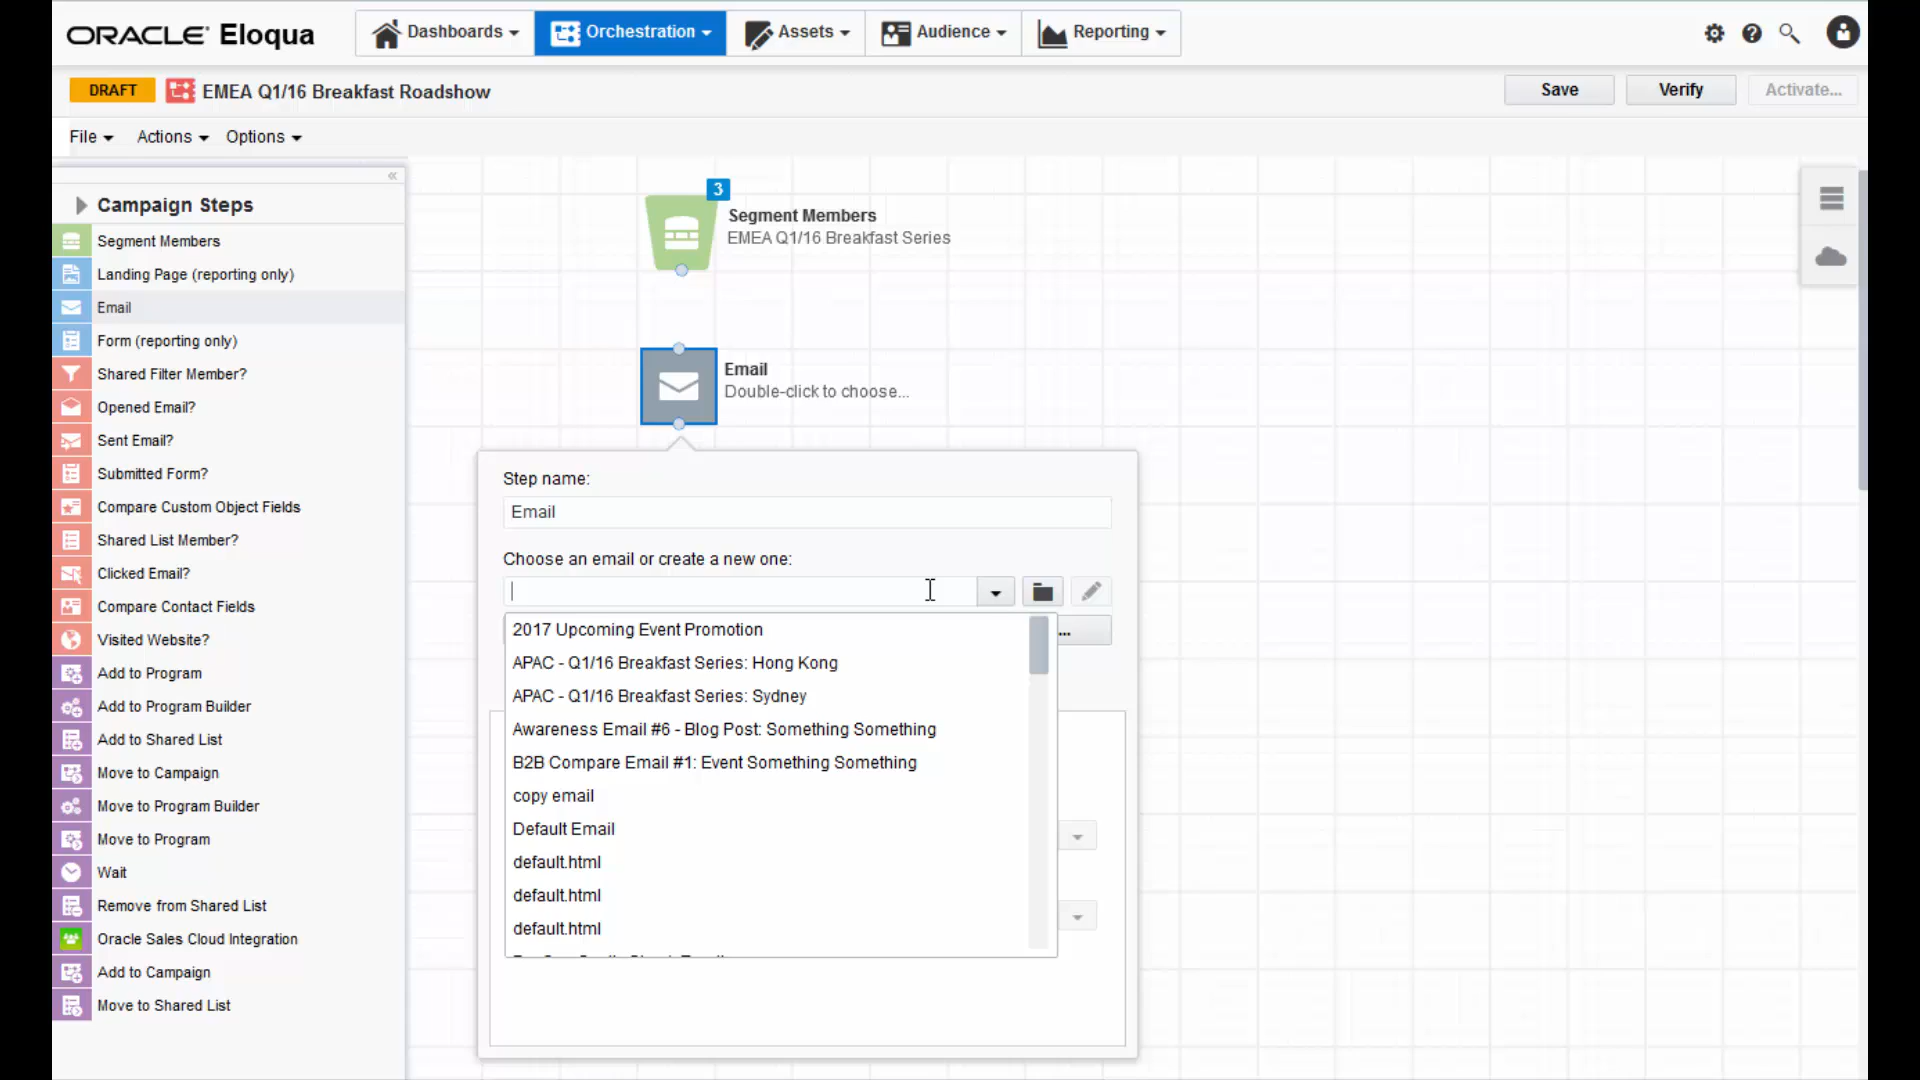 ORACLE Eloqua
Dashboards
Orchestration
Assets
Audience
Reporting
DRAFT
EMEA Q1/16 Breakfast Roadshow
Save
Verify
Activate...
File
Actions
Options
«
Campaign Steps
Segment Members
Landing Page (reporting only)
Email
Form (reporting only)
Shared Filter Member?
Opened Email?
Sent Email?
Submitted Form?
Compare Custom Object Fields
Shared List Member?
Clicked Email?
Compare Contact Fields
Visited Website?
Add to Program
Add to Program Builder
Add to Shared List
Move to Campaign
Move to Program Builder
Move to Program
Wait
Remove from Shared List
Oracle Sales Cloud Integration
Add to Campaign
Move to Shared List
3
Segment Members
EMEA Q1/16 Breakfast Series
Email
Double-click to choose...
Step name:
Email
Choose an email or create a new one:
...
2017 Upcoming Event Promotion
APAC - Q1/16 Breakfast Series: Hong Kong
APAC - Q1/16 Breakfast Series: Sydney
Awareness Email #6 - Blog Post: Something Something
B2B Compare Email #1: Event Something Something
copy email
Default Email
default.html
default.html
default.html